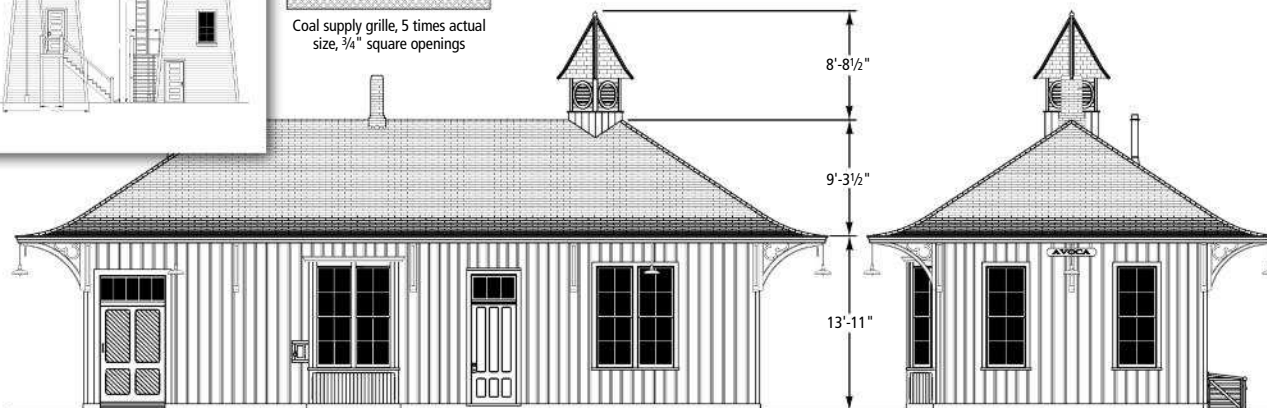 Coal supply grille, 5 times actual
size, ¾" square openings
8'-8½"
9'-3½"
AVOCA
13'-11"